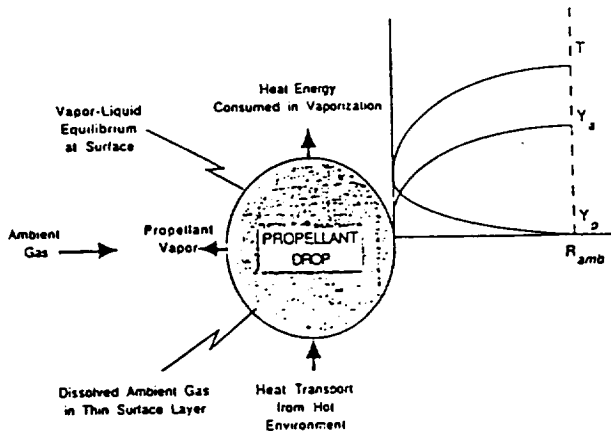 Heat Energy
Consumed in Vaporization
Vapor-Liquid
Equilibrium
at Surface
Ambient
Gas
Propellant
Vapor
PROPELLANT
DROP
Dissolved Ambient Gas
in Thin Surface Layer
Heat Transport
from Hot
Environment
T
Y a
Y p
R amb